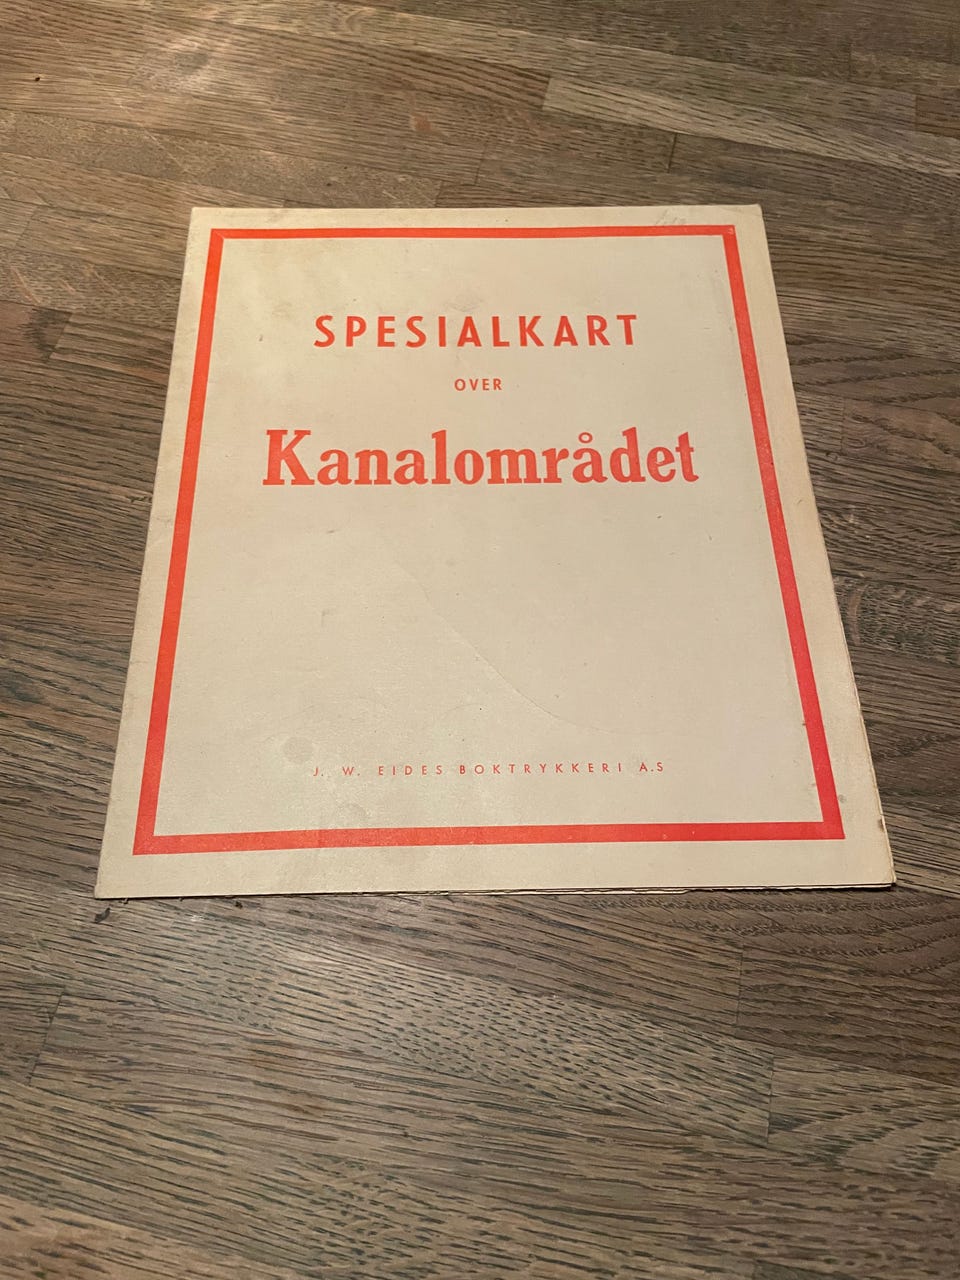 SPESIALKART
OVER
Kanalområdet
J. W. EIDES BOKTRYKKERI A.S